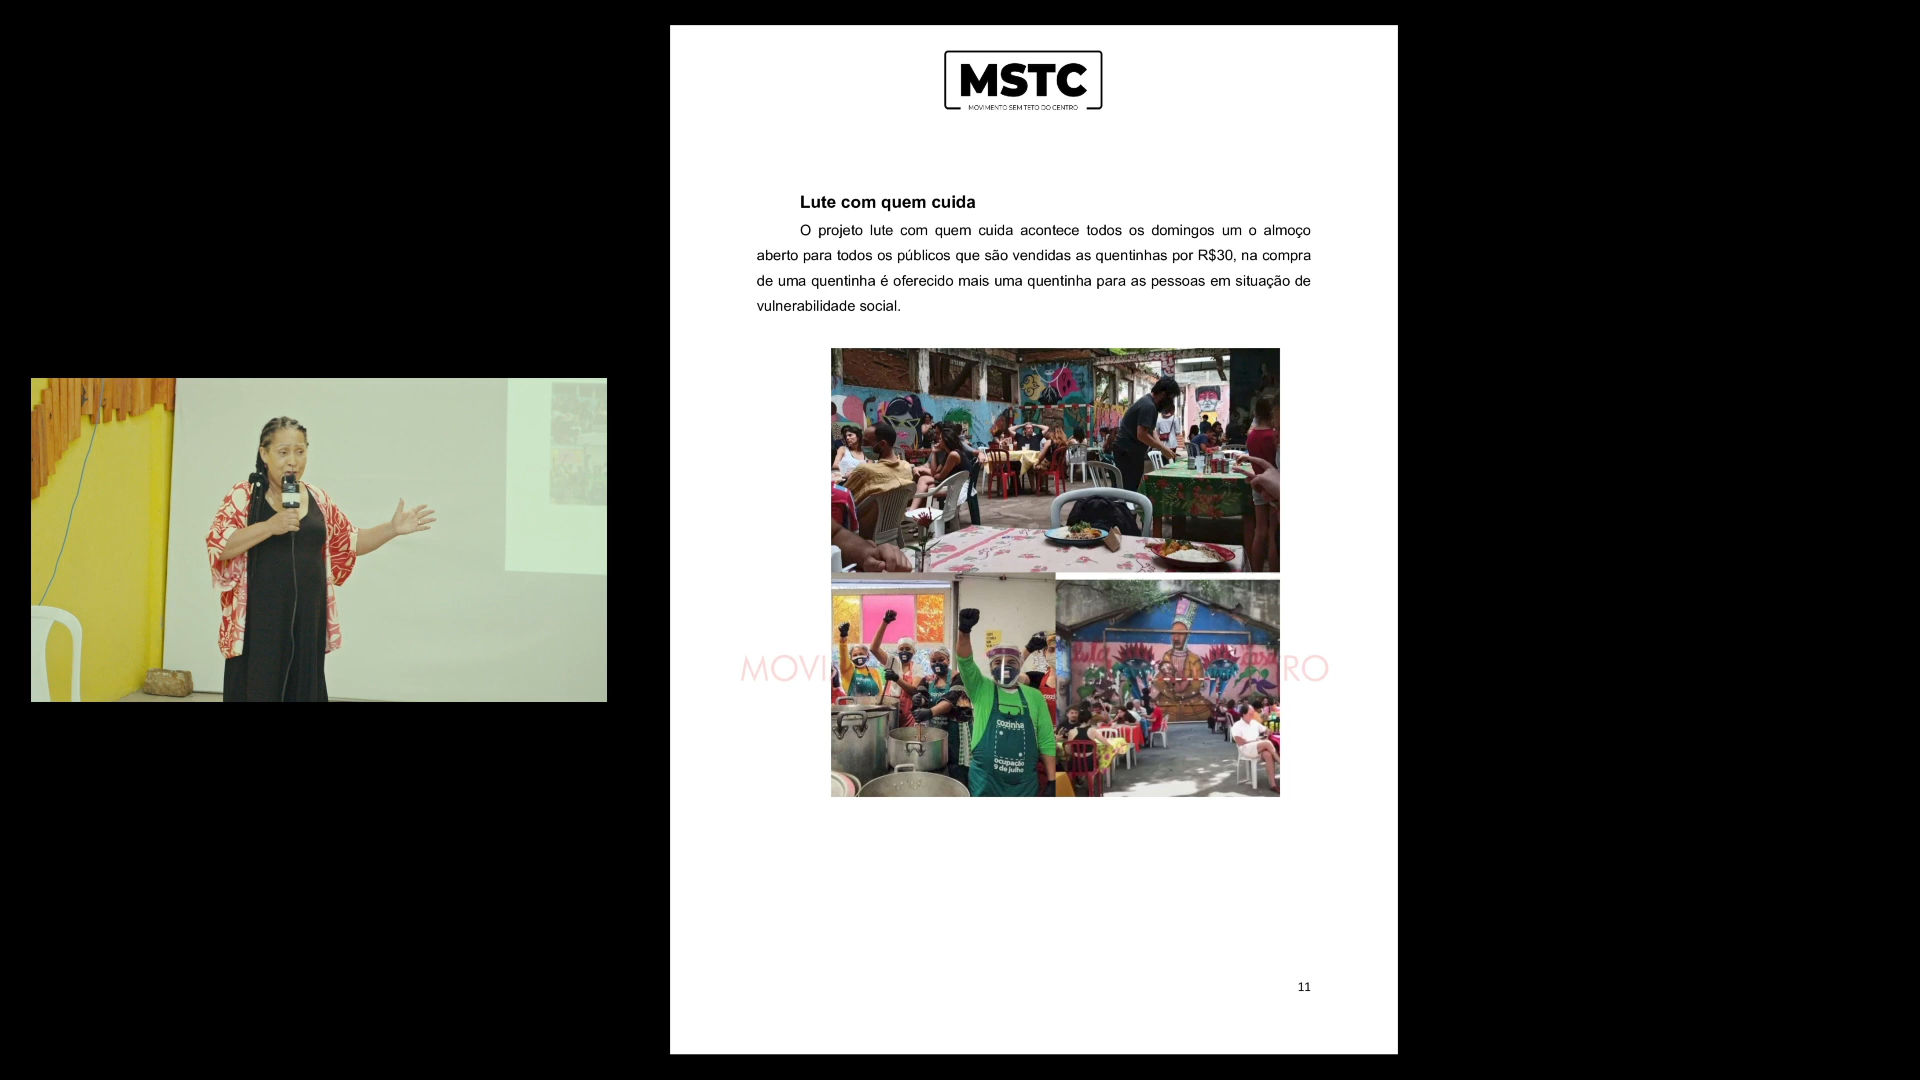 MSTC
MOVIMENTO SEM TETO DO CENTRO
Lute com quem cuida
O projeto lute com quem cuida acontece todos os domingos um o almoço
aberto para todos os públicos que são vendidas as quentinhas por R$30, na compra
de uma quentinha é oferecido mais uma quentinha para as pessoas em situação de
vulnerabilidade social.
MOVI RO
cozinha
ocupação
9 de julho
11